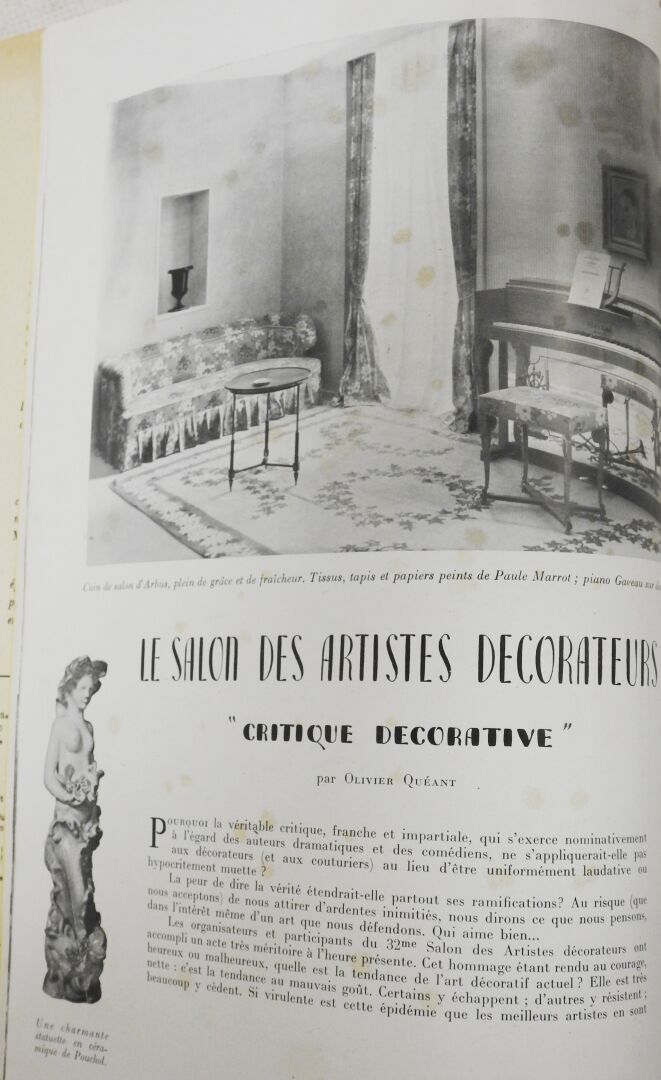 Coin de salon d'Arbus, plein de grâce et de fraîcheur. Tissus, tapis et papiers peints de Paule Marrot ; piano Gaveau sur
LE SALON DES ARTISTES DECORATEURS
"CRITIQUE DECORATIVE"
par OLIVIER QUÉANT
POURQUOI la véritable critique, franche et impartiale, qui s'exerce nominativement
à l'égard des auteurs dramatiques et des comédiens, ne s'appliquerait-elle pas
aux décorateurs (et aux couturiers) au lieu d'être uniformément laudative ou
hypocritement muette ?
La peur de dire la vérité étendrait-elle partout ses ramifications? Au risque (que
nous acceptons) de nous attirer d'ardentes inimitiés, nous dirons ce que nous pensons,
dans l'intérêt même d'un art que nous défendons. Qui aime bien...
Les organisateurs et participants du 32me Salon des Artistes décorateurs ont
accompli un acte très méritoire à l'heure présente. Cet hommage étant rendu au courage,
heureux ou malheureux, quelle est la tendance de l'art décoratif actuel ? Elle est très
nette : c'est la tendance au mauvais goût. Certains y échappent ; d'autres y résistent ;
beaucoup y cèdent. Si virulente est cette épidémie que les meilleurs artistes en sont
Une charmante
statuette en céra-
mique de Pouchol.